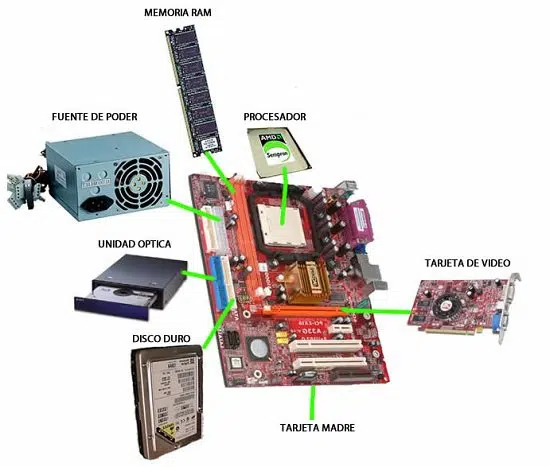 MEMORIA RAM
FUENTE DE PODER
PROCESADOR
AMD
Sempron
UNIDAD OPTICA
TARJETA DE VIDEO
DISCO DURO
TARJETA MADRE